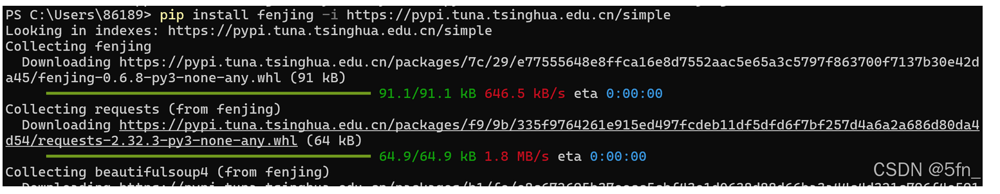 PS C:\Users\86189> pip install fenjing -i https://pypi.tuna.tsinghua.edu.cn/simple
Looking in indexes: https://pypi.tuna.tsinghua.edu.cn/simple
Collecting fenjing
  Downloading https://pypi.tuna.tsinghua.edu.cn/packages/7c/29/e77555648e8ffca16e8d7552aac5e65a3c5797f863700f7137b30e42d
a45/fenjing-0.6.8-py3-none-any.whl (91 kB)
91.1/91.1 kB 646.5 kB/s eta 0:00:00
Collecting requests (from fenjing)
  Downloading https://pypi.tuna.tsinghua.edu.cn/packages/f9/9b/335f9764261e915ed497fcdeb11df5dfd6f7bf257d4a6a2a686d80da4
d54/requests-2.32.3-py3-none-any.whl (64 kB)
64.9/64.9 kB 1.8 MB/s eta 0:00:00
Collecting beautifulsoup4 (from fenjing)
CSDN @5fn_